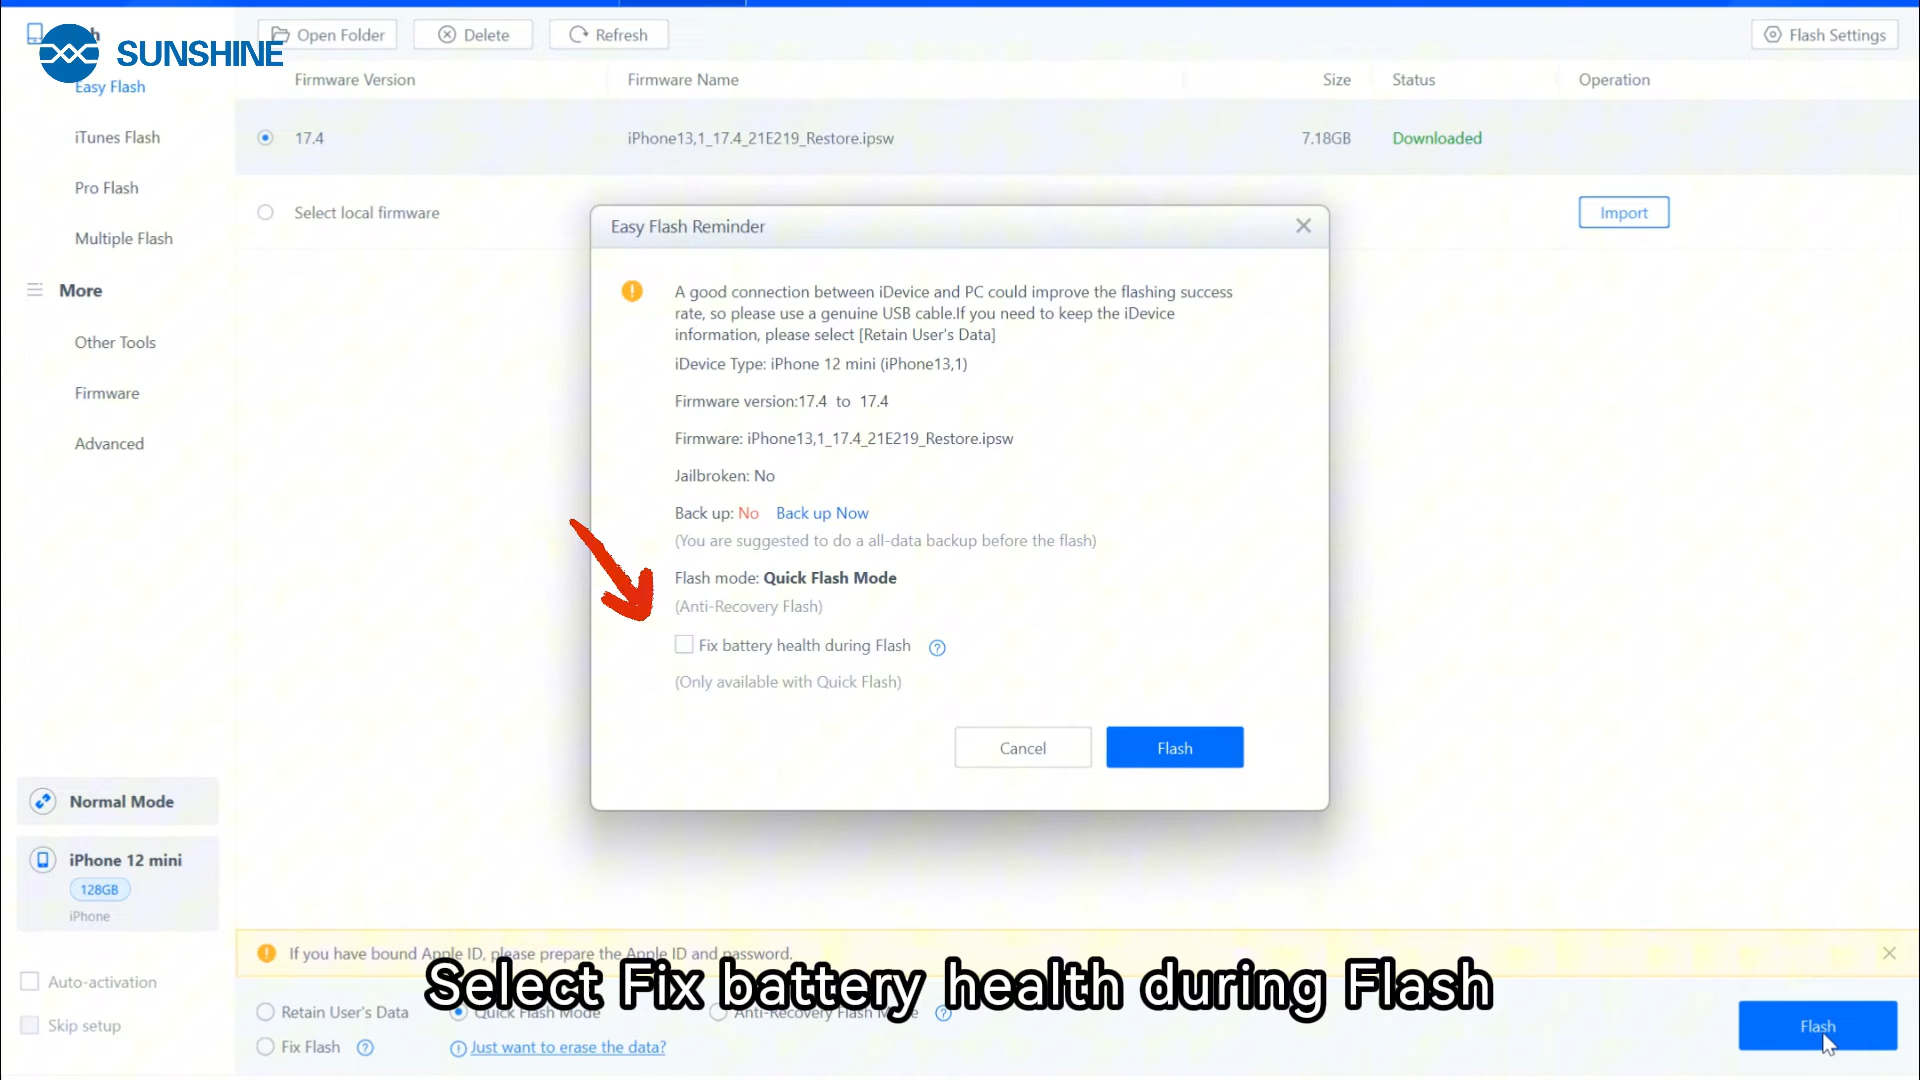 SUNSHINE
Open Folder
Delete
Refresh
Flash Settings
Easy Flash
Firmware Version
Firmware Name
Size
Status
Operation
iTunes Flash
17.4
iPhone13,1_17.4_21E219_Restore.ipsw
7.18GB
Downloaded
Pro Flash
Select local firmware
Import
Multiple Flash
More
Other Tools
Firmware
Advanced
Easy Flash Reminder
A good connection between iDevice and PC could improve the flashing success
rate, so please use a genuine USB cable.If you need to keep the iDevice
information, please select [Retain User's Data]
iDevice Type: iPhone 12 mini (iPhone13,1)
Firmware version:17.4 to 17.4
Firmware: iPhone13,1_17.4_21E219_Restore.ipsw
Jailbroken: No
Back up: No Back up Now
(You are suggested to do a all-data backup before the flash)
Flash mode: Quick Flash Mode
(Anti-Recovery Flash)
Fix battery health during Flash
(Only available with Quick Flash)
Cancel
Flash
Normal Mode
iPhone 12 mini
128GB
iPhone
If you have bound Apple ID, please prepare the Apple ID and password.
Select Fix battery health during Flash
Auto-activation
Skip setup
Retain User's Data
Quick Flash Mode
Anti-Recovery Flash Mode
Fix Flash
Just want to erase the data?
Flash